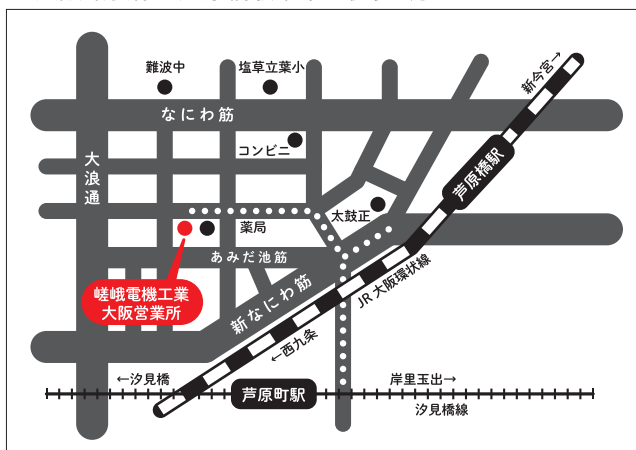 難波中
塩草立葉小
新今宮→
なにわ筋
コンビニ
大浪通
芦原橋駅
太鼓正
薬局
あみだ池筋
嵯峨電機工業
大阪営業所
新なにわ筋
JR大阪環状線
←西九条
←汐見橋
芦原町駅
岸里玉出→
汐見橋線